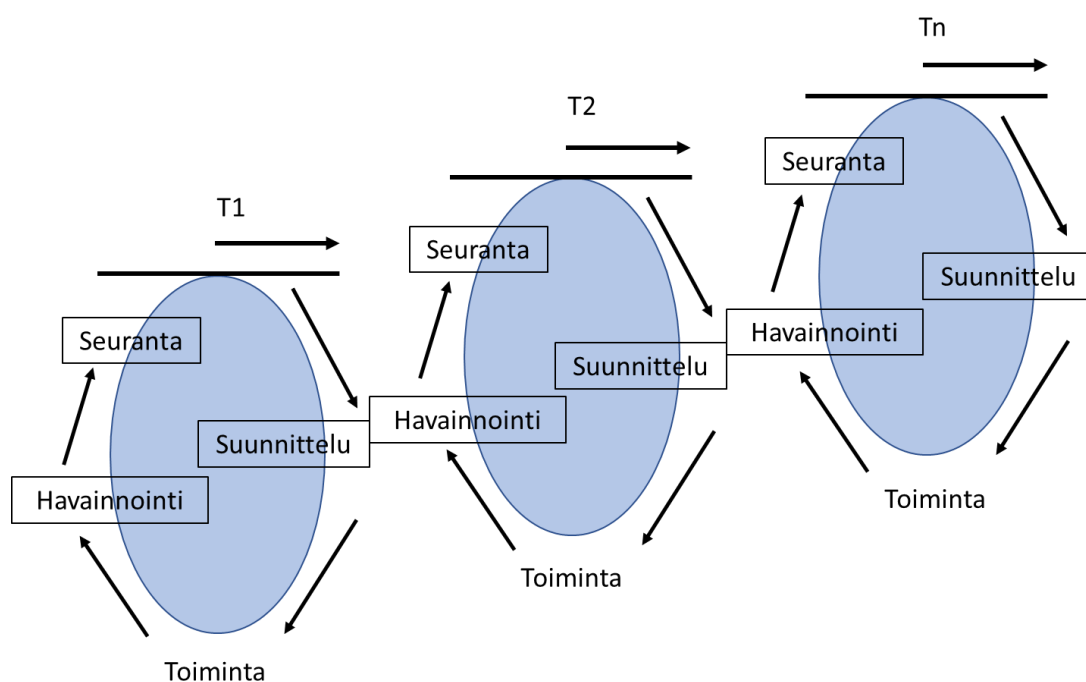 T1
Seuranta
Suunnittelu
Havainnointi
Toiminta
T2
Seuranta
Suunnittelu
Havainnointi
Toiminta
Tn
Seuranta
Suunnittelu
Havainnointi
Toiminta